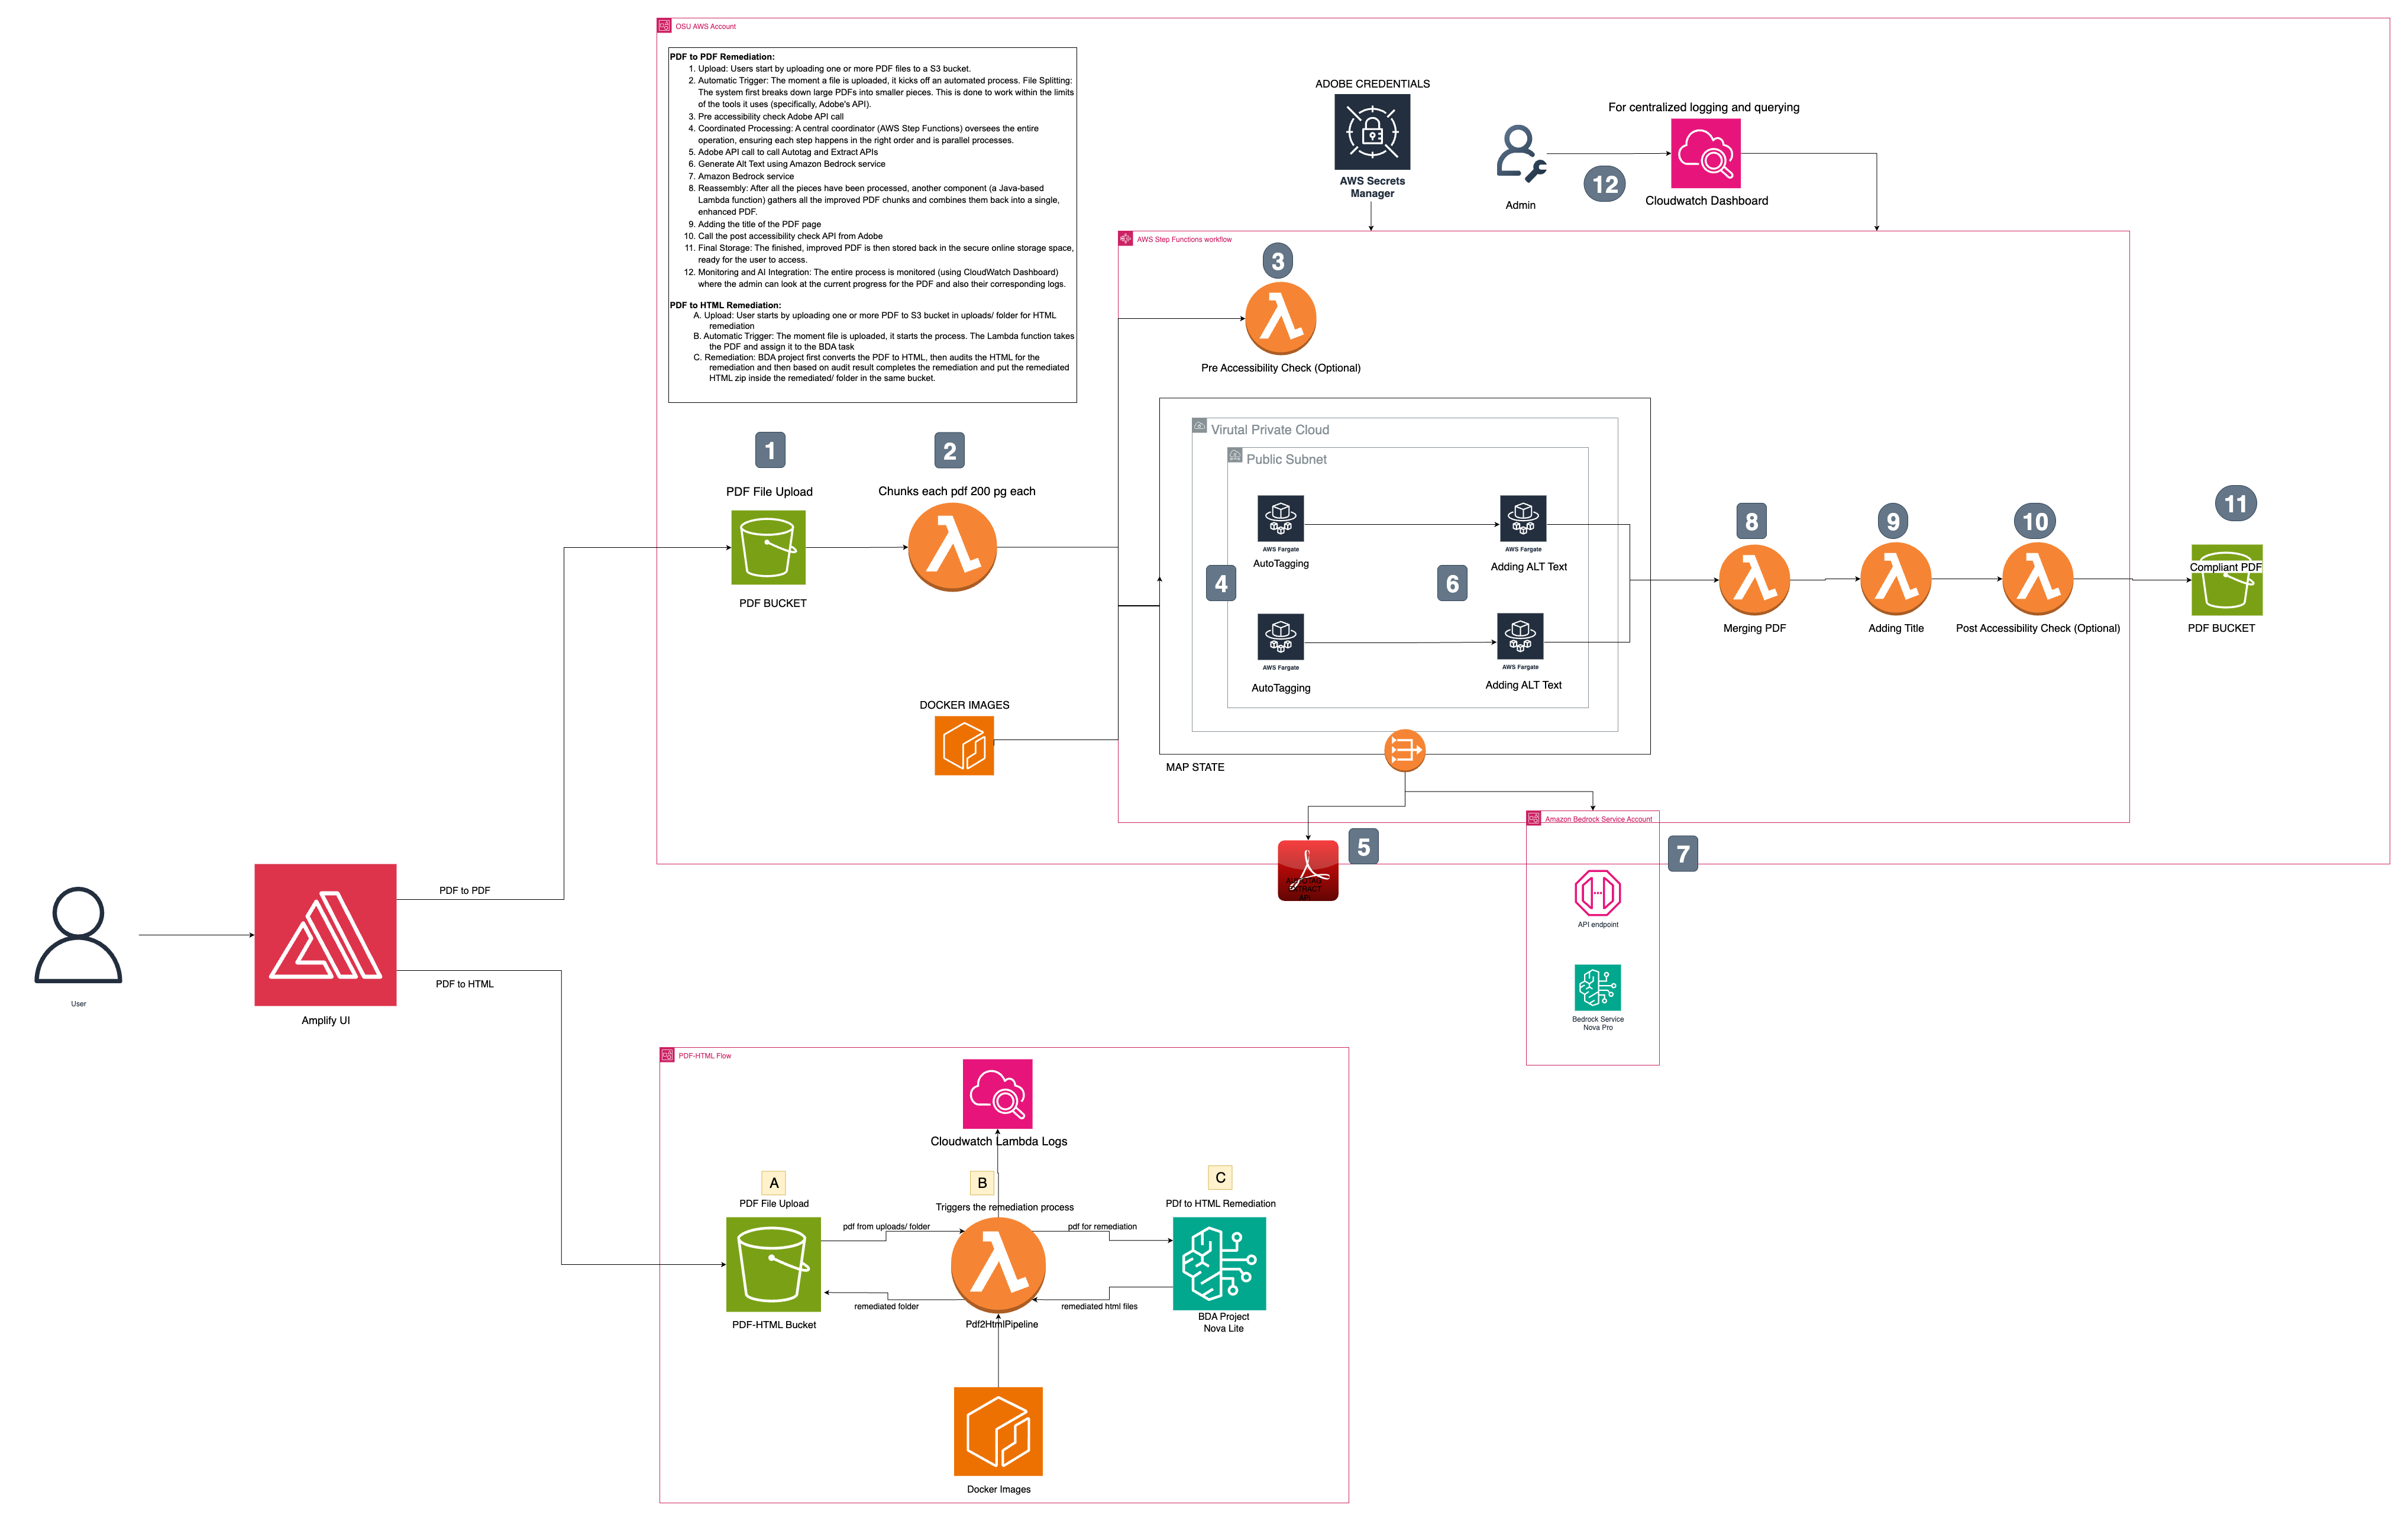 OSU AWS Account
PDF to PDF Remediation:
1. Upload: Users start by uploading one or more PDF files to a S3 bucket.
2. Automatic Trigger: The moment a file is uploaded, it kicks off an automated process. File Splitting:
The system first breaks down large PDFs into smaller pieces. This is done to work within the limits
of the tools it uses (specifically, Adobe's API).
3. Pre accessibility check Adobe API call
4. Coordinated Processing: A central coordinator (AWS Step Functions) oversees the entire
operation, ensuring each step happens in the right order and is parallel processes.
5. Adobe API call to call Autotag and Extract APIs
6. Generate Alt Text using Amazon Bedrock service
7. Amazon Bedrock service
8. Reassembly: After all the pieces have been processed, another component (a Java-based
Lambda function) gathers all the improved PDF chunks and combines them back into a single,
enhanced PDF.
9. Adding the title of the PDF page
10. Call the post accessibility check API from Adobe
11. Final Storage: The finished, improved PDF is then stored back in the secure online storage space,
ready for the user to access.
12. Monitoring and AI Integration: The entire process is monitored (using CloudWatch Dashboard)
where the admin can look at the current progress for the PDF and also their corresponding logs.
PDF to HTML Remediation:
A. Upload: User starts by uploading one or more PDF to S3 bucket in uploads/ folder for HTML
remediation
B. Automatic Trigger: The moment file is uploaded, it starts the process. The Lambda function takes
the PDF and assign it to the BDA task
C. Remediation: BDA project first converts the PDF to HTML, then audits the HTML for the
remediation and then based on audit result completes the remediation and put the remediated
HTML zip inside the remediated/ folder in the same bucket.
ADOBE CREDENTIALS
AWS Secrets
Manager
Admin
12
For centralized logging and querying
Cloudwatch Dashboard
AWS Step Functions workflow
3
Pre Accessibility Check (Optional)
1
PDF File Upload
PDF BUCKET
2
Chunks each pdf 200 pg each
DOCKER IMAGES
Virutal Private Cloud
Public Subnet
AWS Fargate
AutoTagging
AWS Fargate
Adding ALT Text
4
6
AWS Fargate
AutoTagging
AWS Fargate
Adding ALT Text
MAP STATE
8
Merging PDF
9
Adding Title
10
Post Accessibility Check (Optional)
11
Compliant PDF
PDF BUCKET
5
7
Amazon Bedrock Service Account
API endpoint
Bedrock Service
Nova Pro
User
Amplify UI
PDF to PDF
PDF to HTML
PDF-HTML Flow
Cloudwatch Lambda Logs
A
PDF File Upload
PDF-HTML Bucket
B
Triggers the remediation process
pdf from uploads/ folder
remediated folder
Pdf2HtmlPipeline
pdf for remediation
remediated html files
C
PDf to HTML Remediation
BDA Project
Nova Lite
Docker Images